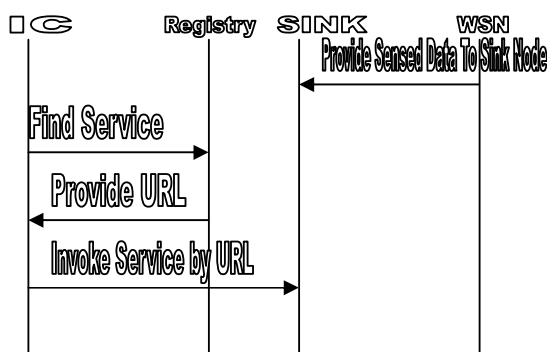 IC Registry SINK WSN
Provide Sensed Data To Sink Node
Find Service
Provide URL
Invoke Service by URL